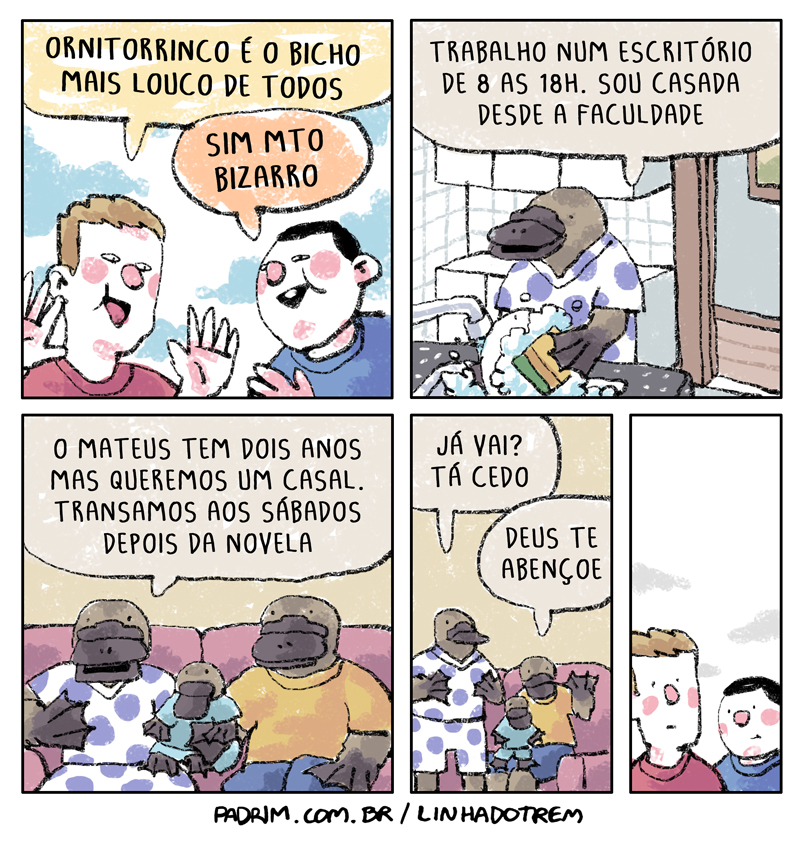 ORNITORRINCO É O BICHO
MAIS LOUCO DE TODOS
SIM MTO
BIZARRO
TRABALHO NUM ESCRITÓRIO
DE 8 AS 18H. SOU CASADA
DESDE A FACULDADE
O MATEUS TEM DOIS ANOS
MAS QUEREMOS UM CASAL.
TRANSAMOS AOS SÁBADOS
DEPOIS DA NOVELA
JÁ VAI?
TÁ CEDO
DEUS TE
ABENÇOE
PADRIM.COM.BR / LINHADOTREM